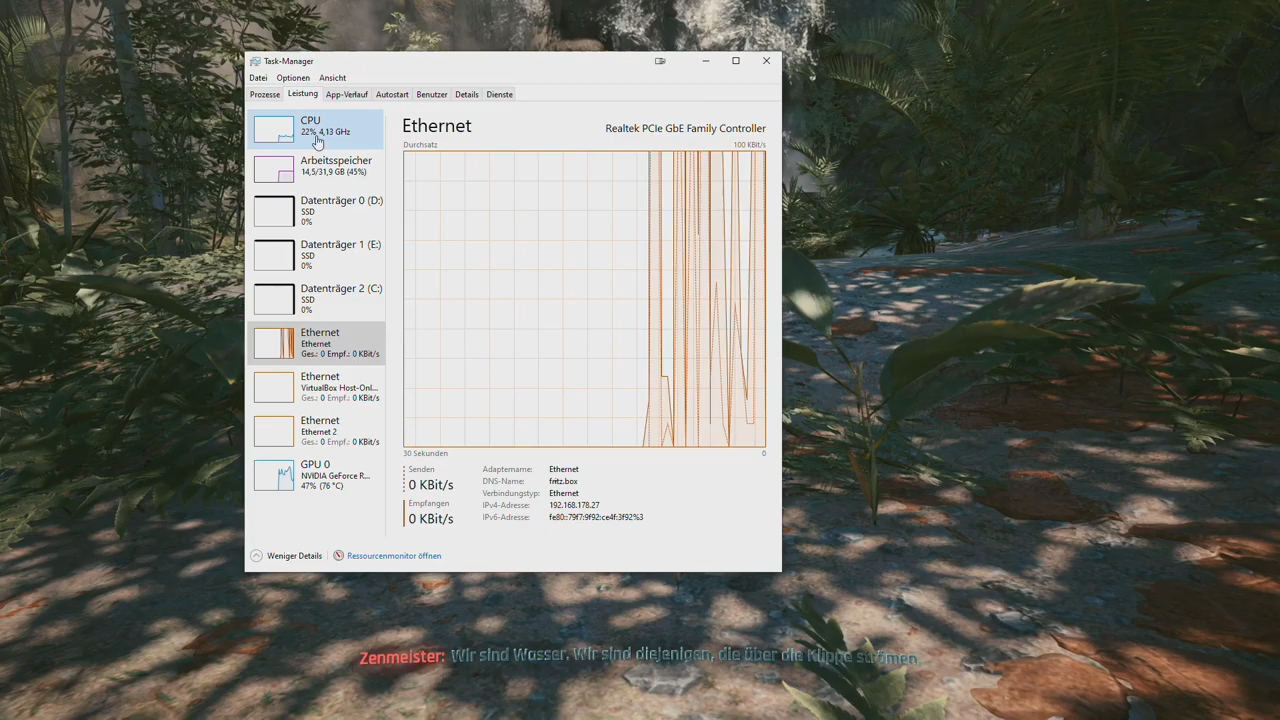 Task-Manager
Datei Optionen Ansicht
Prozesse Leistung App-Verlauf Autostart Benutzer Details Dienste
CPU
22% 4,13 GHz
Arbeitsspeicher
14,5/31,9 GB (45%)
Datenträger 0 (D:)
SSD
0%
Datenträger 1 (E:)
SSD
0%
Datenträger 2 (C:)
SSD
0%
Ethernet
Ethernet
Ges.: 0 Empf.: 0 KBit/s
Ethernet
VirtualBox Host-Onl...
Ges.: 0 Empf.: 0 KBit/s
Ethernet
Ethernet 2
Ges.: 0 Empf.: 0 KBit/s
GPU 0
NVIDIA GeForce R...
47% (76 °C)
Ethernet Realtek PCIe GbE Family Controller
Durchsatz 100 KBit/s
30 Sekunden 0
Senden
0 KBit/s
Empfangen
0 KBit/s
Adaptername: Ethernet
DNS-Name: fritz.box
Verbindungstyp: Ethernet
IPv4-Adresse: 192.168.178.27
IPv6-Adresse: fe80::79f7:9f92:ce4f:3f92%3
Weniger Details Ressourcenmonitor öffnen
Zenmeister: Wir sind Wasser. Wir sind diejenigen, die über die Klippe strömen.